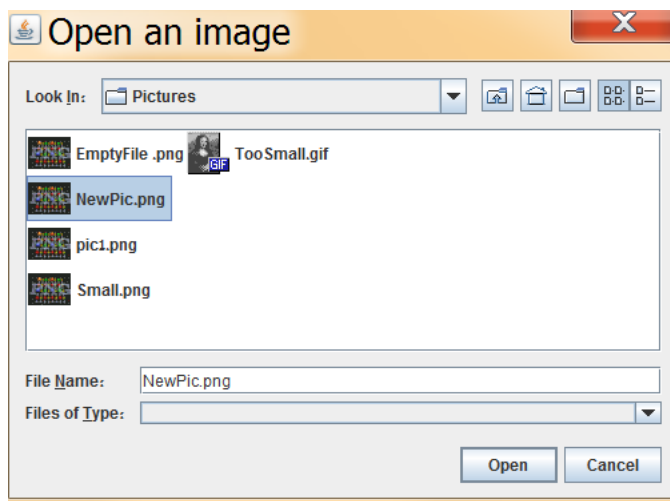 Open an image
Look In: Pictures
EmptyFile .png TooSmall.gif
GIF
NewPic.png
pic1.png
Small.png
File Name: NewPic.png
Files of Type:
Open Cancel